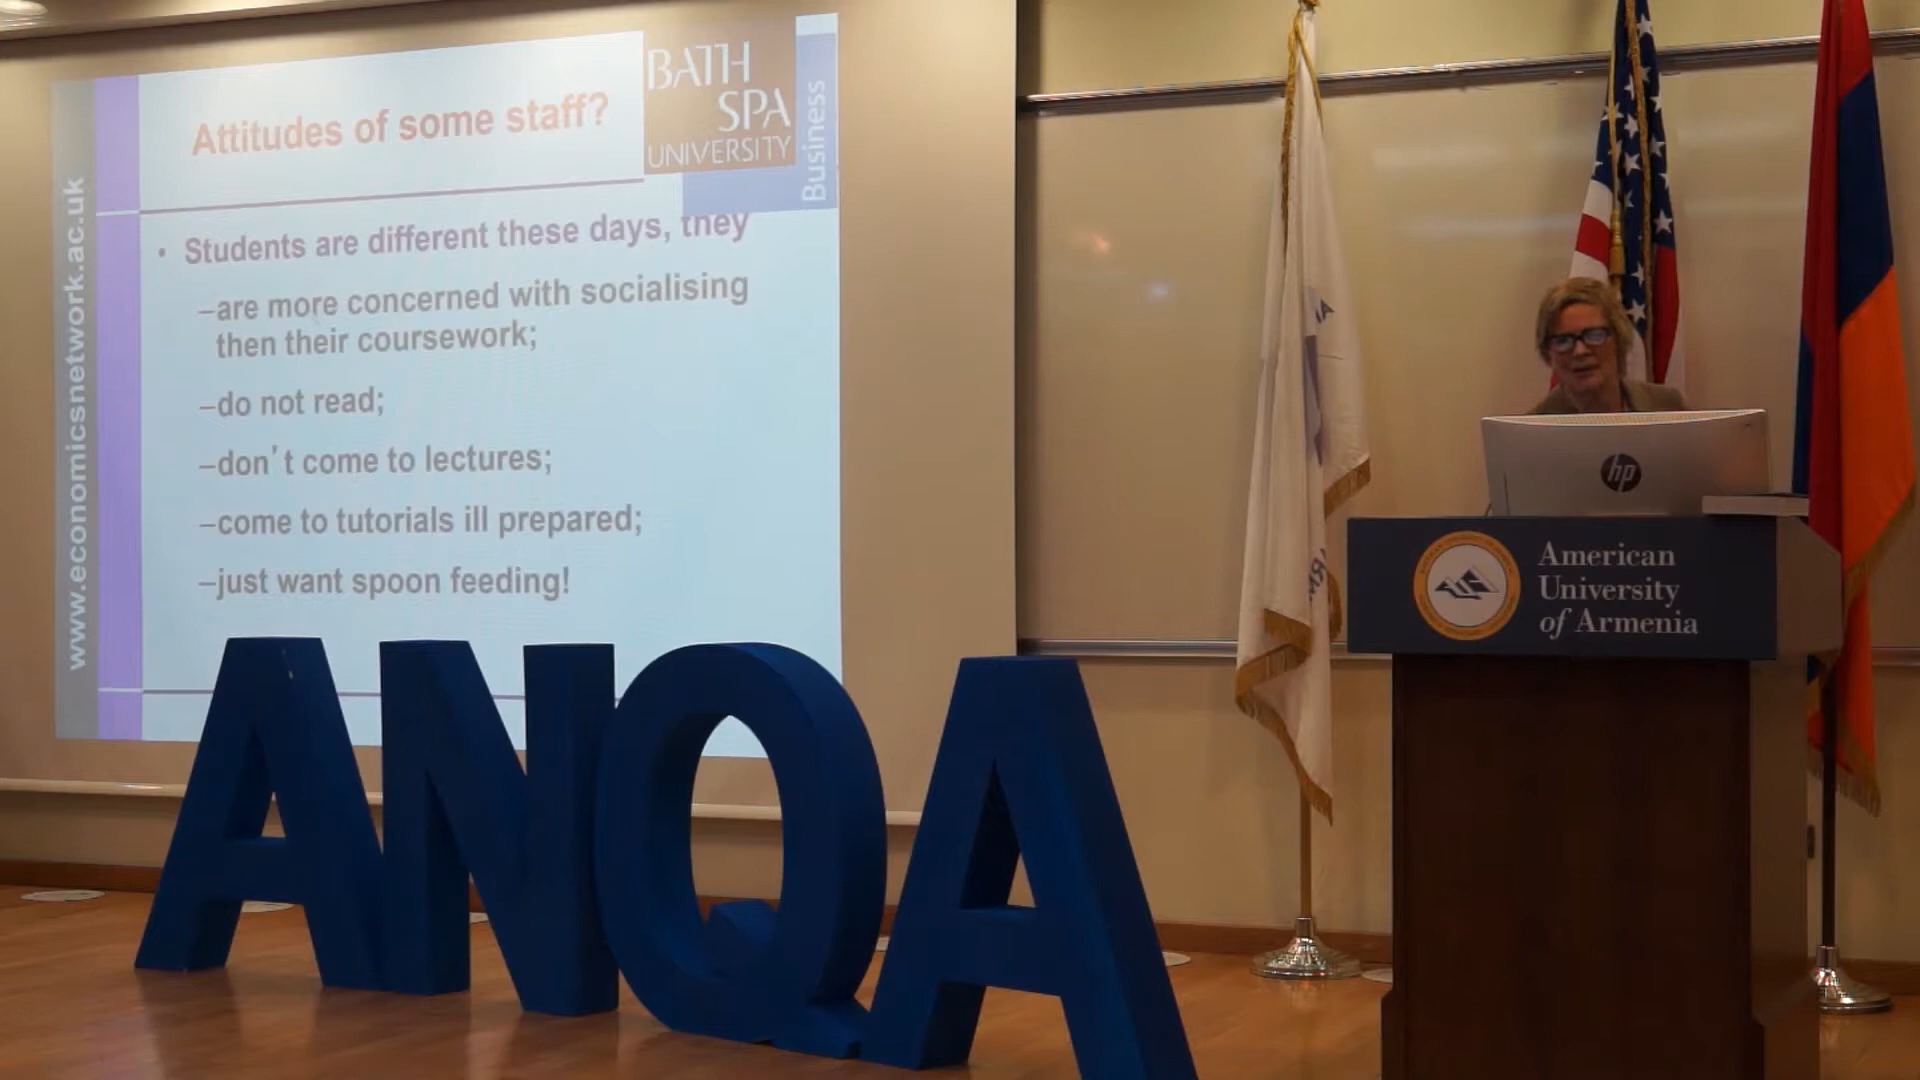 Attitudes of some staff?
BATH
SPA
UNIVERSITY
Business
www.economicsnetwork.ac.uk
• Students are different these days, they
–are more concerned with socialising
then their coursework;
–do not read;
–don't come to lectures;
–come to tutorials ill prepared;
–just want spoon feeding!
ANQA
hp
American
University
of Armenia